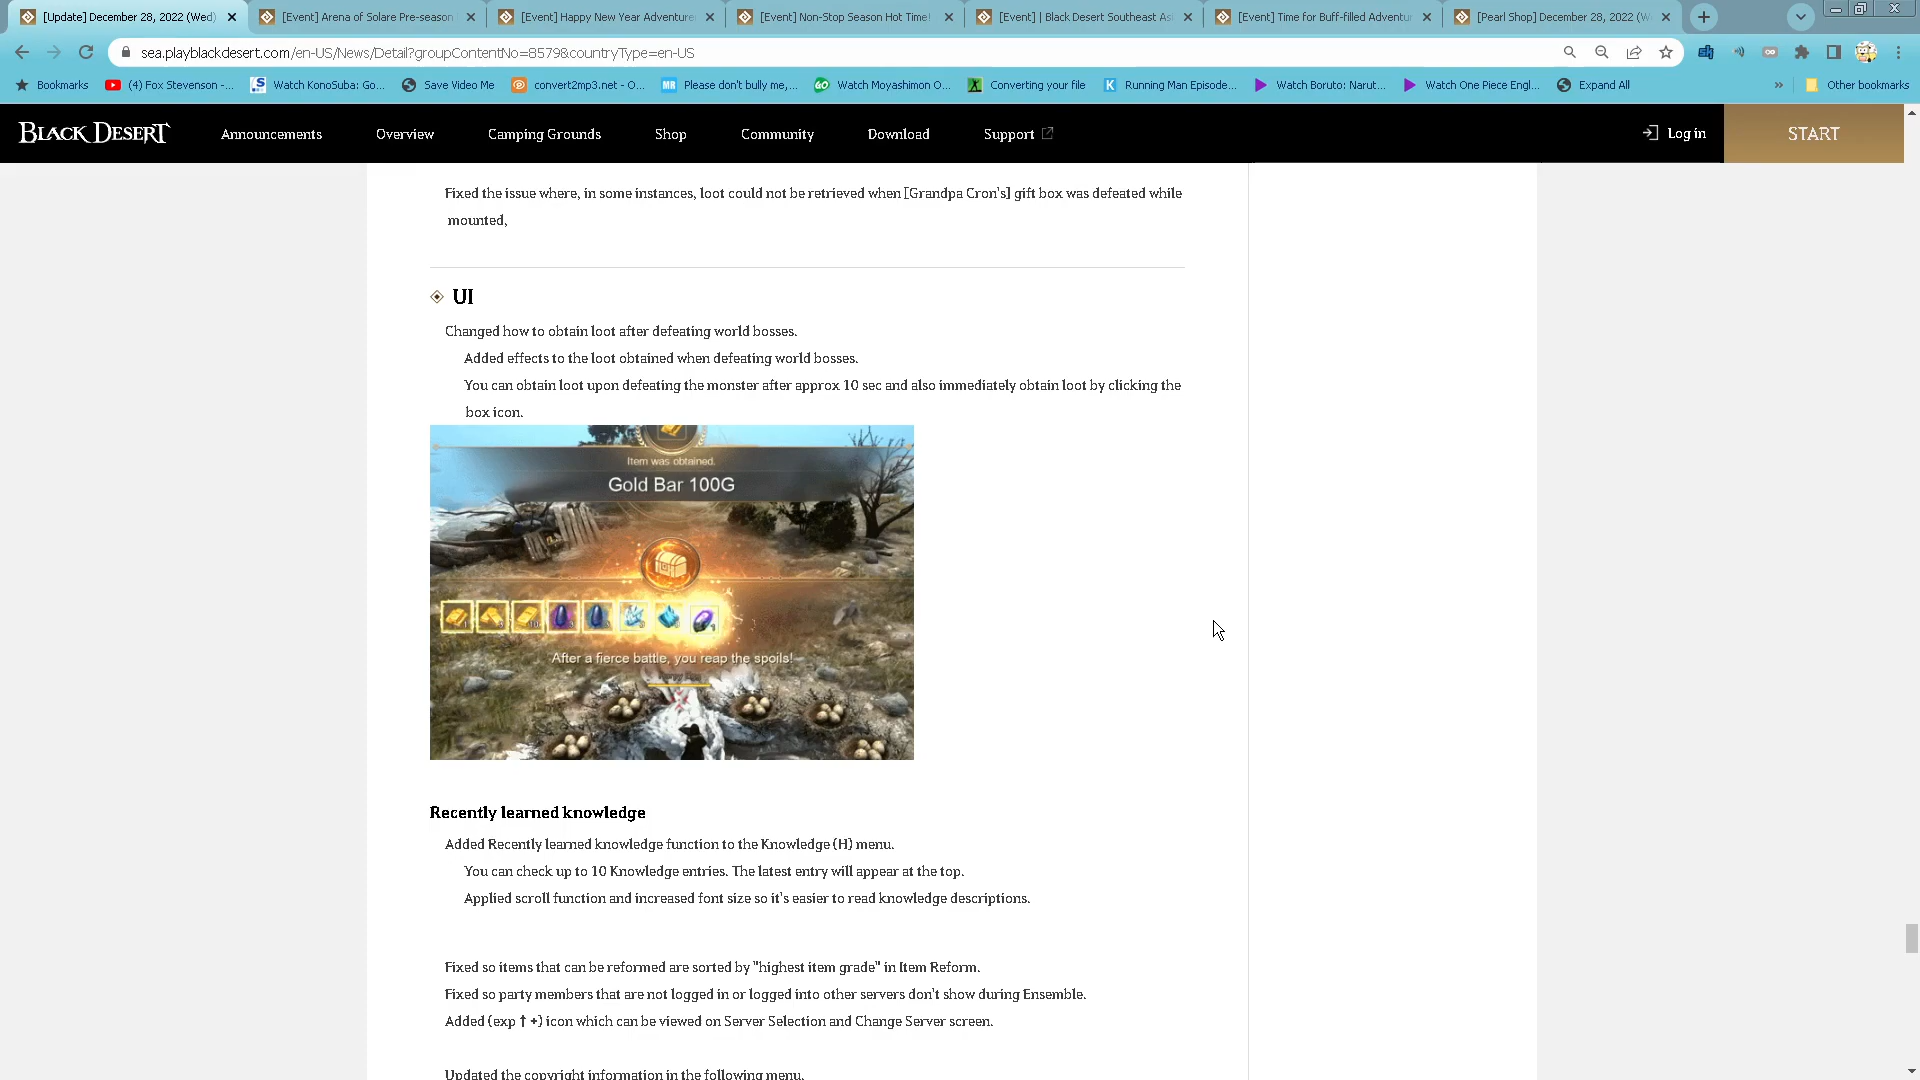 [Update] December 28, 2022 (Wed)
[Event] Arena of Solare Pre-season
[Event] Happy New Year Adventurer
[Event] Non-Stop Season Hot Time!
[Event] | Black Desert Southeast Asi
[Event] Time for Buff-filled Adventur
[Pearl Shop] December 28, 2022 (W
sea.playblackdesert.com/en-US/News/Detail?groupContentNo=8579&countryType=en-US
Bookmarks
(4) Fox Stevenson -...
Watch KonoSuba: Go...
Save Video Me
convert2mp3.net - O...
Please don't bully me,...
Watch Moyashimon O...
Converting your file
Running Man Episode...
Watch Boruto: Narut...
Watch One Piece Engl...
Expand All
Other bookmarks
BLACK DESERT
Announcements
Overview
Camping Grounds
Shop
Community
Download
Support
Log in
START
Fixed the issue where, in some instances, loot could not be retrieved when [Grandpa Cron's] gift box was defeated while
mounted,
UI
Changed how to obtain loot after defeating world bosses.
Added effects to the loot obtained when defeating world bosses.
You can obtain loot upon defeating the monster after approx 10 sec and also immediately obtain loot by clicking the
box icon.
Item was obtained.
Gold Bar 100G
After a fierce battle, you reap the spoils!
Recently learned knowledge
Added Recently learned knowledge function to the Knowledge (H) menu.
You can check up to 10 Knowledge entries. The latest entry will appear at the top.
Applied scroll function and increased font size so it's easier to read knowledge descriptions.
Fixed so items that can be reformed are sorted by "highest item grade" in Item Reform.
Fixed so party members that are not logged in or logged into other servers don't show during Ensemble.
Added (exp ↑ +) icon which can be viewed on Server Selection and Change Server screen.
Updated the copyright information in the following menu.